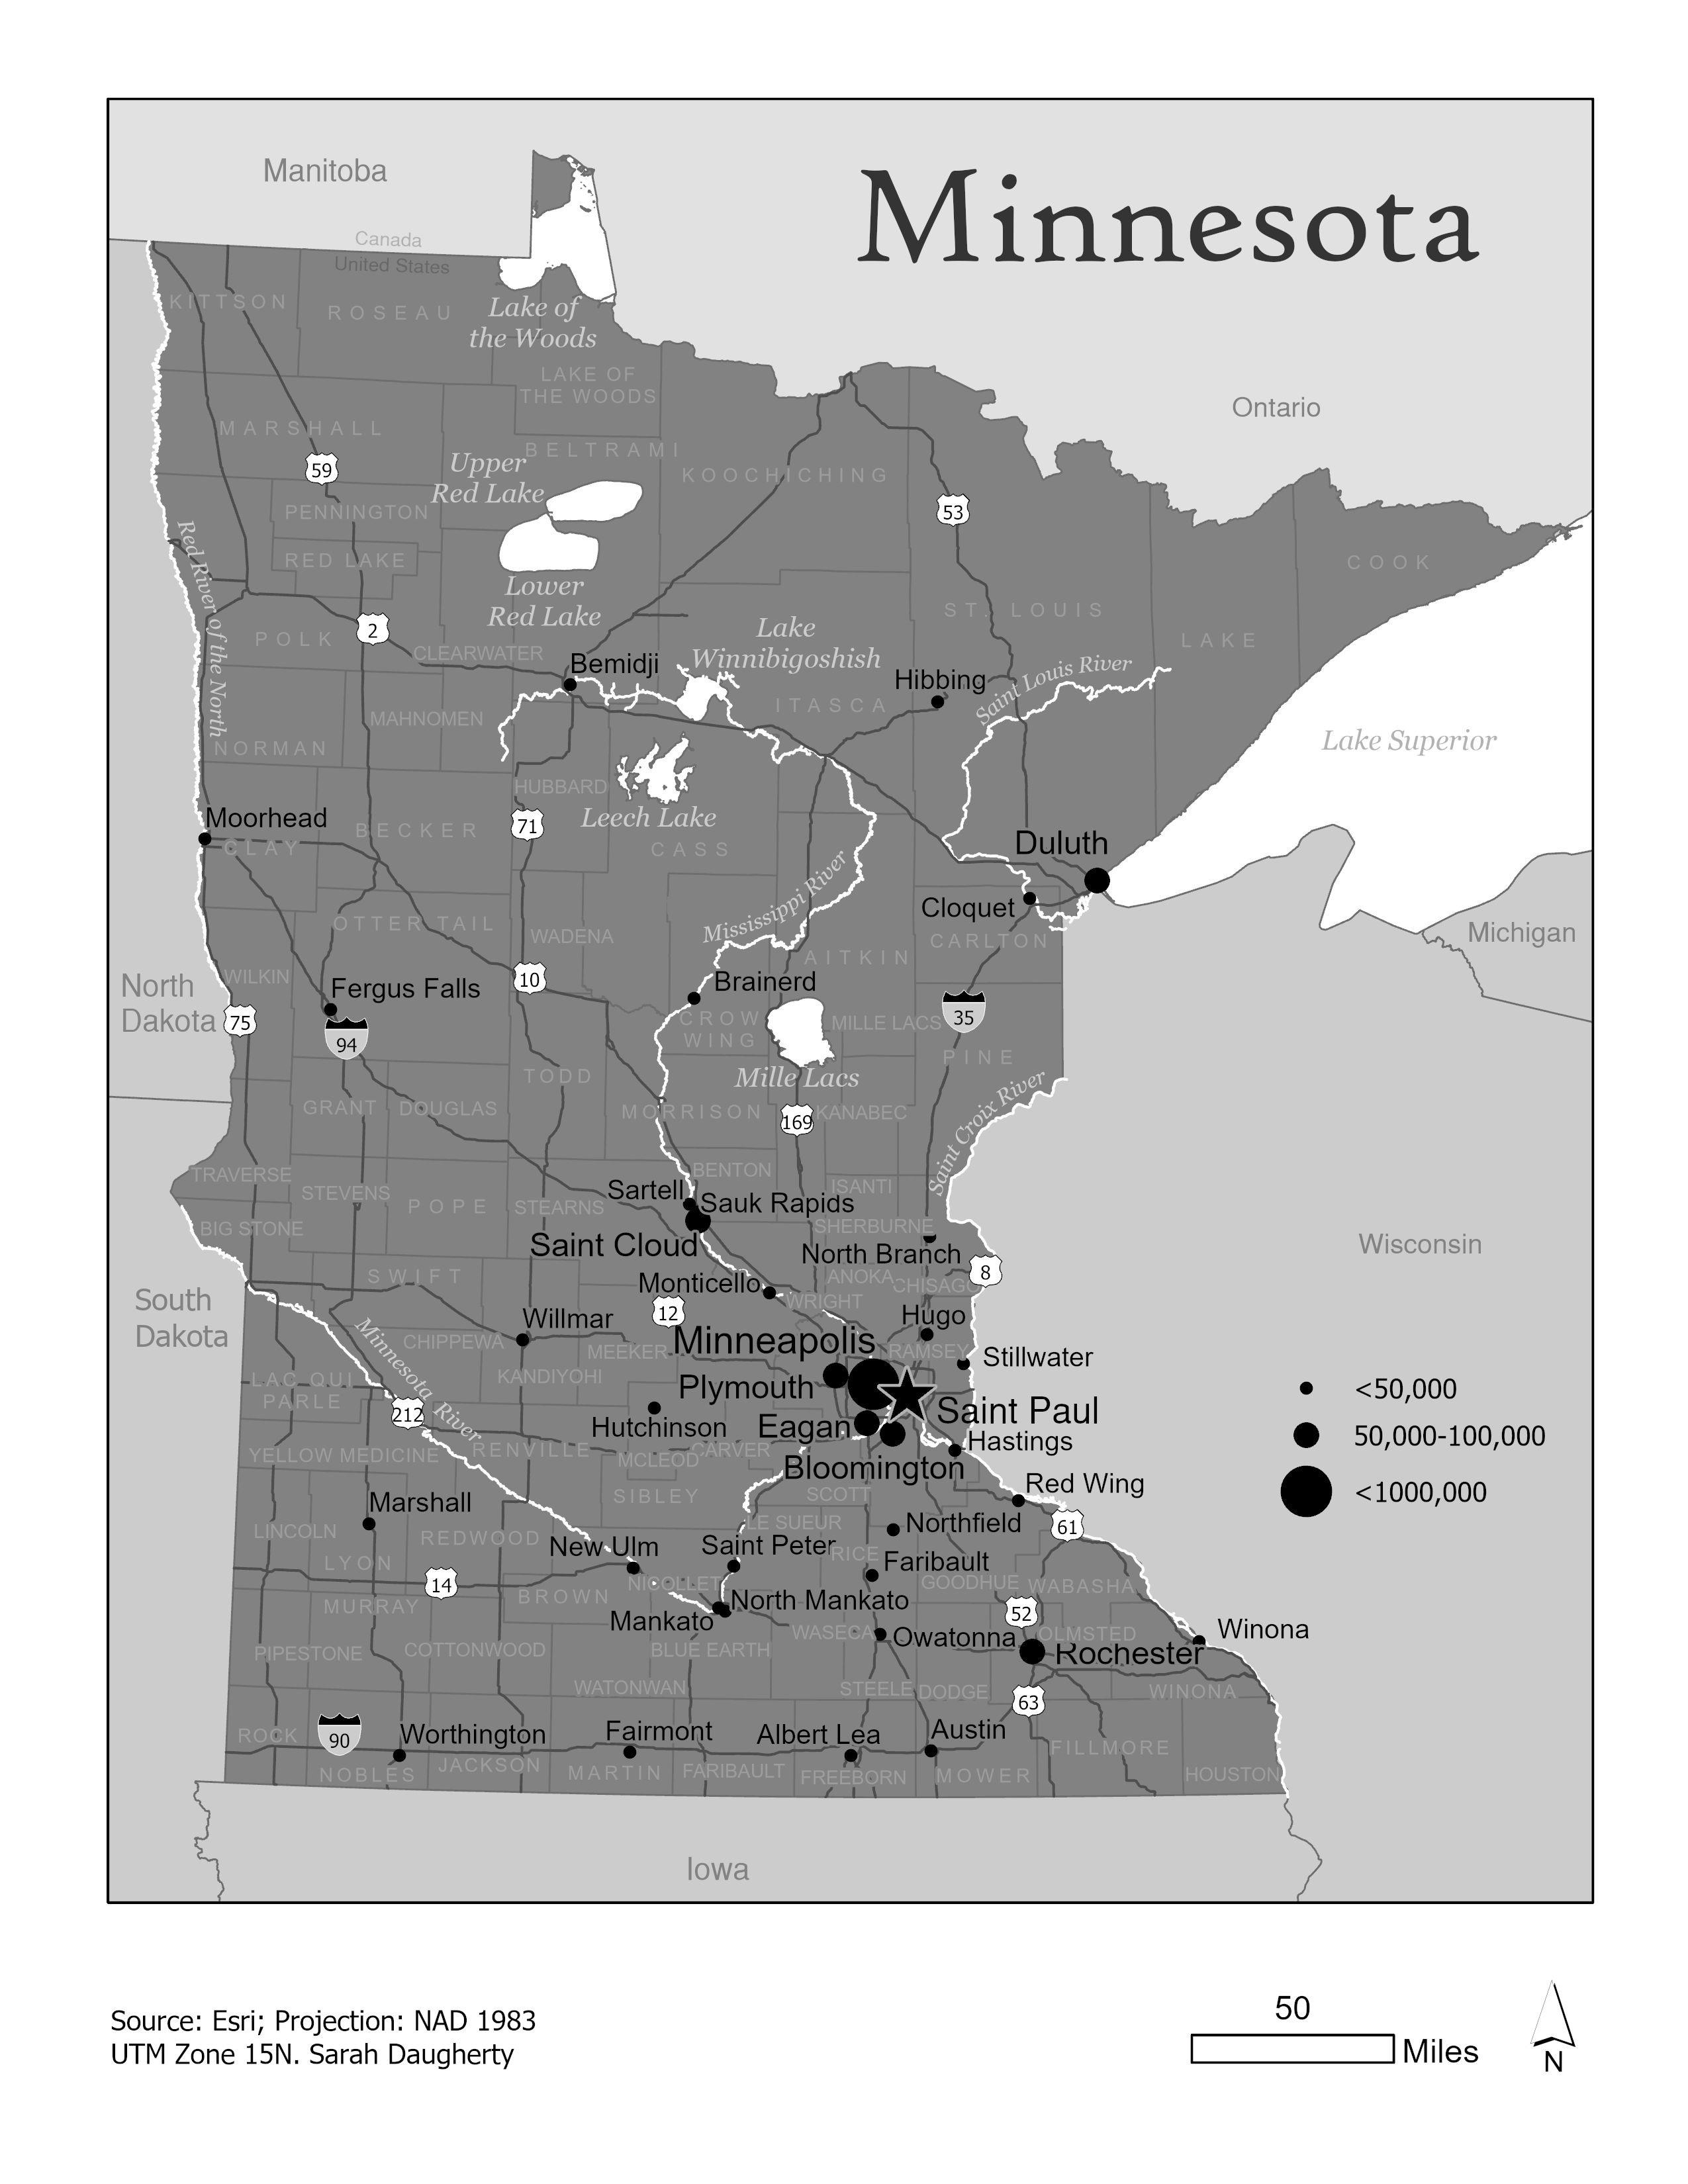 Minnesota
Manitoba
Canada
United States
KITTSON
ROSEAU
Lake of
the Woods
LAKE OF
THE WOODS
Ontario
MARSHALL
59
BELTRAMI
Upper
Red Lake
KOOCHICHING
PENNINGTON
53
RED LAKE
Red River of the North
COOK
Lower
Red Lake
ST. LOUIS
POLK
2
CLEARWATER
Lake
Winnibigoshish
LAKE
Bemidji
Hibbing
Saint Louis River
ITASCA
MAHNOMEN
NORMAN
Lake Superior
HUBBARD
Leech Lake
Moorhead
71
BECKER
CLAY
CASS
Duluth
Mississippi River
Cloquet
OTTER TAIL
WADENA
CARLTON
Michigan
AITKIN
WILKIN
10
Brainerd
Fergus Falls
North
Dakota
75
94
CROW
WING
MILLE LACS
35
PINE
Mille Lacs
TODD
GRANT
DOUGLAS
MORRISON
169
KANABEC
Saint Croix River
TRAVERSE
BENTON
STEVENS
ISANTI
Sartell
Sauk Rapids
POPE
STEARNS
BIG STONE
SHERBURNE
Saint Cloud
North Branch
Wisconsin
8
SWIFT
ANOKA
CHISAGO
Monticello
WRIGHT
South
Dakota
12
Willmar
Hugo
Minnesota River
CHIPPEWA
Minneapolis
MEEKER
RAMSEY
Stillwater
KANDIYOHI
LAC QUI
PARLE
Plymouth
<50,000
212
Saint Paul
Hutchinson
Eagan
50,000-100,000
Hastings
YELLOW MEDICINE
RENVILLE
CARVER
MCLEOD
Bloomington
Red Wing
<1000,000
SIBLEY
SCOTT
Marshall
61
LINCOLN
REDWOOD
LE SUEUR
Northfield
New Ulm
Saint Peter
RICE
Faribault
LYON
14
NICOLLET
GOODHUE
WABASHA
BROWN
MURRAY
North Mankato
52
Mankato
WASECA
Owatonna
OLMSTED
Winona
PIPESTONE
COTTONWOOD
BLUE EARTH
Rochester
WATONWAN
STEELE
DODGE
63
WINONA
ROCK
90
Worthington
Fairmont
Albert Lea
Austin
FILLMORE
NOBLES
JACKSON
MARTIN
FARIBAULT
FREEBORN
MOWER
HOUSTON
Iowa
Source: Esri; Projection: NAD 1983
UTM Zone 15N. Sarah Daugherty
50
Miles
N